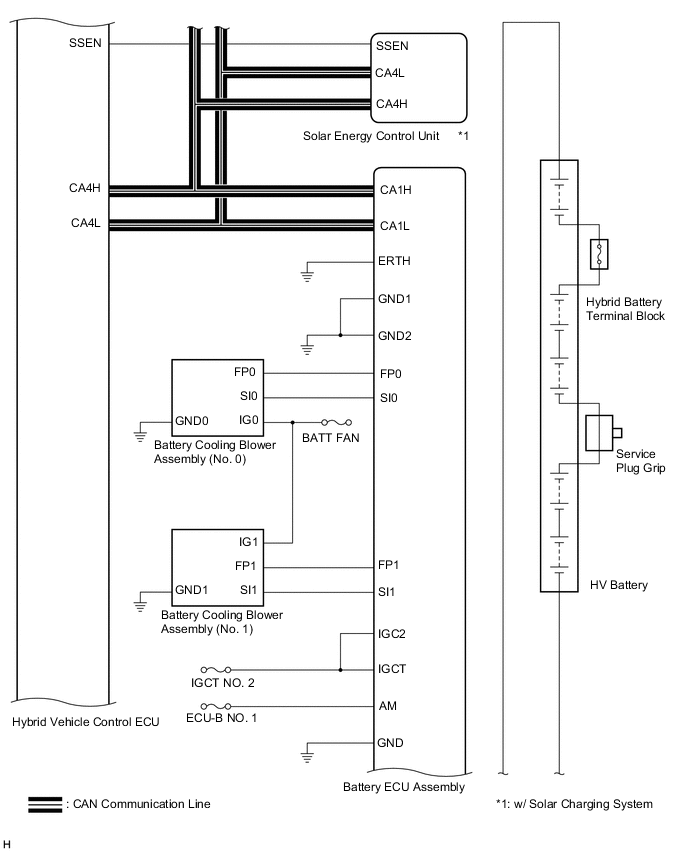 SSEN
SSEN
CA4L
CA4H
Solar Energy Control Unit *1
CA4H
CA1H
CA4L
CA1L
ERTH
GND1
GND2
Hybrid Battery
Terminal Block
FP0
FP0
SI0
SI0
GND0
IG0
BATT FAN
Battery Cooling Blower
Assembly (No. 0)
Service
Plug Grip
IG1
FP1
FP1
GND1
SI1
SI1
HV Battery
Battery Cooling Blower
Assembly (No. 1)
IGC2
IGCT
IGCT NO. 2
AM
ECU-B NO. 1
Hybrid Vehicle Control ECU
GND
Battery ECU Assembly
: CAN Communication Line
*1: w/ Solar Charging System
H